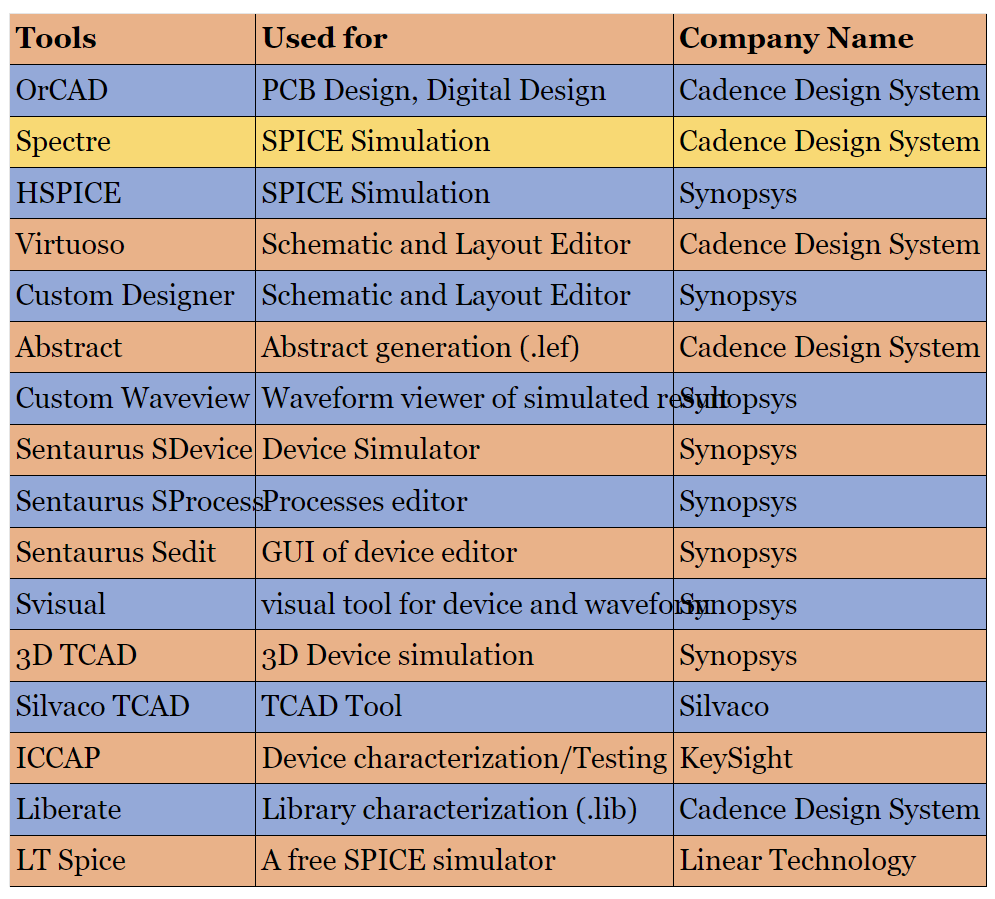 Tools Used for Company Name
OrCAD PCB Design, Digital Design Cadence Design System
Spectre SPICE Simulation Cadence Design System
HSPICE SPICE Simulation Synopsys
Virtuoso Schematic and Layout Editor Cadence Design System
Custom Designer Schematic and Layout Editor Synopsys
Abstract Abstract generation (.lef) Cadence Design System
Custom Waveview Waveform viewer of simulated result Synopsys
Sentaurus SDevice Device Simulator Synopsys
Sentaurus SProcess Processes editor Synopsys
Sentaurus Sedit GUI of device editor Synopsys
Svisual visual tool for device and waveform Synopsys
3D TCAD 3D Device simulation Synopsys
Silvaco TCAD TCAD Tool Silvaco
ICCAP Device characterization/Testing KeySight
Liberate Library characterization (.lib) Cadence Design System
LT Spice A free SPICE simulator Linear Technology